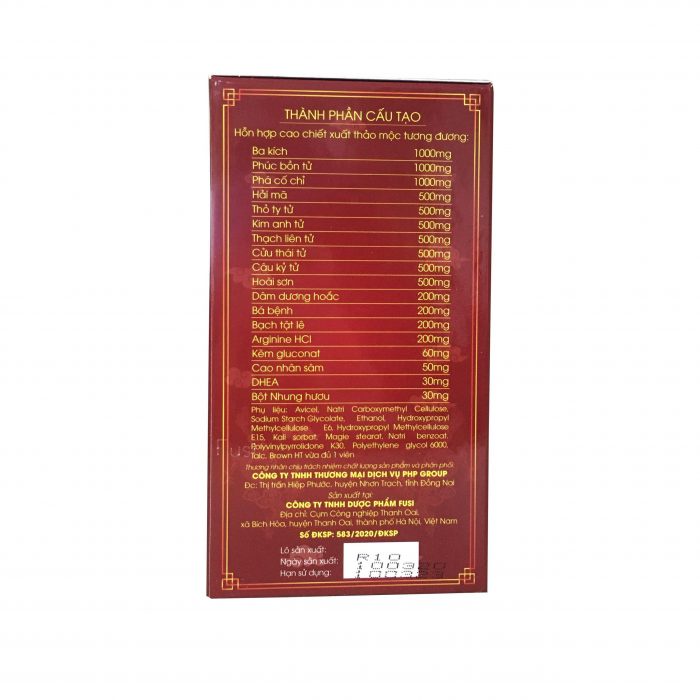 THÀNH PHẦN CẤU TẠO
Hỗn hợp cao chiết xuất thảo mộc tương đương:
Ba kích 1000mg
Phúc bồn tử 1000mg
Phá cố chỉ 1000mg
Hải mã 500mg
Thỏ ty tử 500mg
Kim anh tử 500mg
Thạch liên tử 500mg
Cửu thái tử 500mg
Câu kỷ tử 500mg
Hoài sơn 500mg
Dâm dương hoắc 200mg
Bá bệnh 200mg
Bạch tật lê 200mg
Arginine HCl 200mg
Kẽm gluconat 60mg
Cao nhân sâm 50mg
DHEA 30mg
Bột Nhung hươu 30mg
Phụ liệu: Avicel, Natri Carboxymethyl Cellulose,
Sodium Starch Glycolate, Ethanol, Hydroxypropyl
Methylcellulose E6, Hydroxypropyl Methylcellulose
E15, Kali sorbat, Magie stearat, Natri benzoat,
Polyvinylpyrrolidone K30, Polyethylene glycol 6000,
Talc, Brown HT vừa đủ 1 viên
Thương nhân chịu trách nhiệm chất lượng sản phẩm và phân phối:
CÔNG TY TNHH THƯƠNG MẠI DỊCH VỤ PHP GROUP
Đc: Thị trấn Hiệp Phước, huyện Nhơn Trạch, tỉnh Đồng Nai
Sản xuất tại:
CÔNG TY TNHH DƯỢC PHẨM FUSI
Địa chỉ: Cụm Công nghiệp Thanh Oai,
xã Bích Hòa, huyện Thanh Oai, thành phố Hà Nội, Việt Nam
Số ĐKSP: 583/2020/ĐKSP
Lô sản xuất: R10
Ngày sản xuất: 100320
Hạn sử dụng: 100323